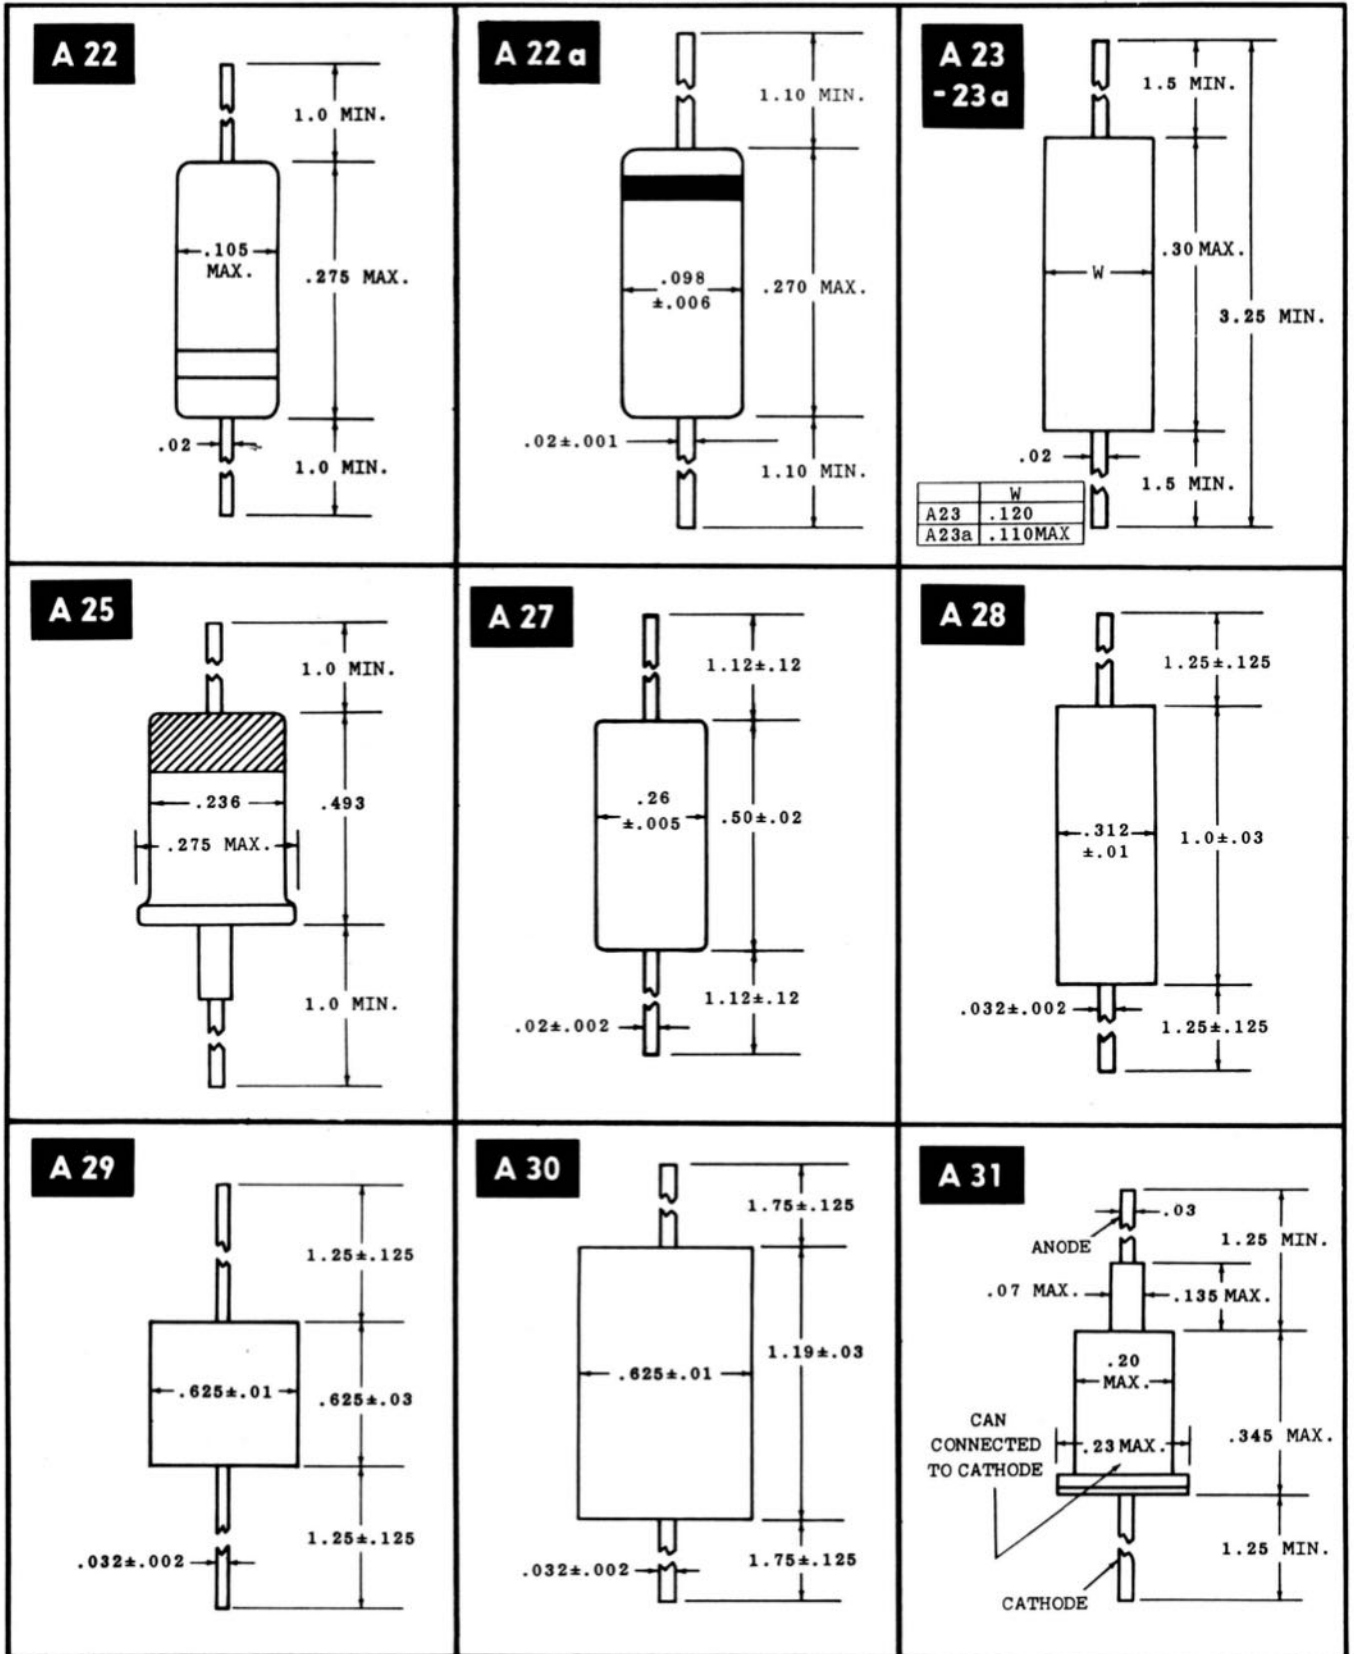 A 22
1.0 MIN.
.105
MAX.
.275 MAX.
.02
1.0 MIN.
A 22 a
1.10 MIN.
.098
±.006
.270 MAX.
.02±.001
1.10 MIN.
A 23
- 23a
1.5 MIN.
.30 MAX.
W
3.25 MIN.
.02
1.5 MIN.
W
A23 .120
A23a .110MAX
A 25
1.0 MIN.
.236
.493
.275 MAX.
1.0 MIN.
A 27
1.12±.12
.26
±.005
.50±.02
1.12±.12
.02±.002
A 28
1.25±.125
.312
±.01
1.0±.03
.032±.002
1.25±.125
A 29
1.25±.125
.625±.01
.625±.03
1.25±.125
.032±.002
A 30
1.75±.125
1.19±.03
.625±.01
1.75±.125
.032±.002
A 31
.03
ANODE
1.25 MIN.
.07 MAX.
.135 MAX.
.20
MAX.
CAN
CONNECTED
TO CATHODE
.23 MAX.
.345 MAX.
1.25 MIN.
CATHODE